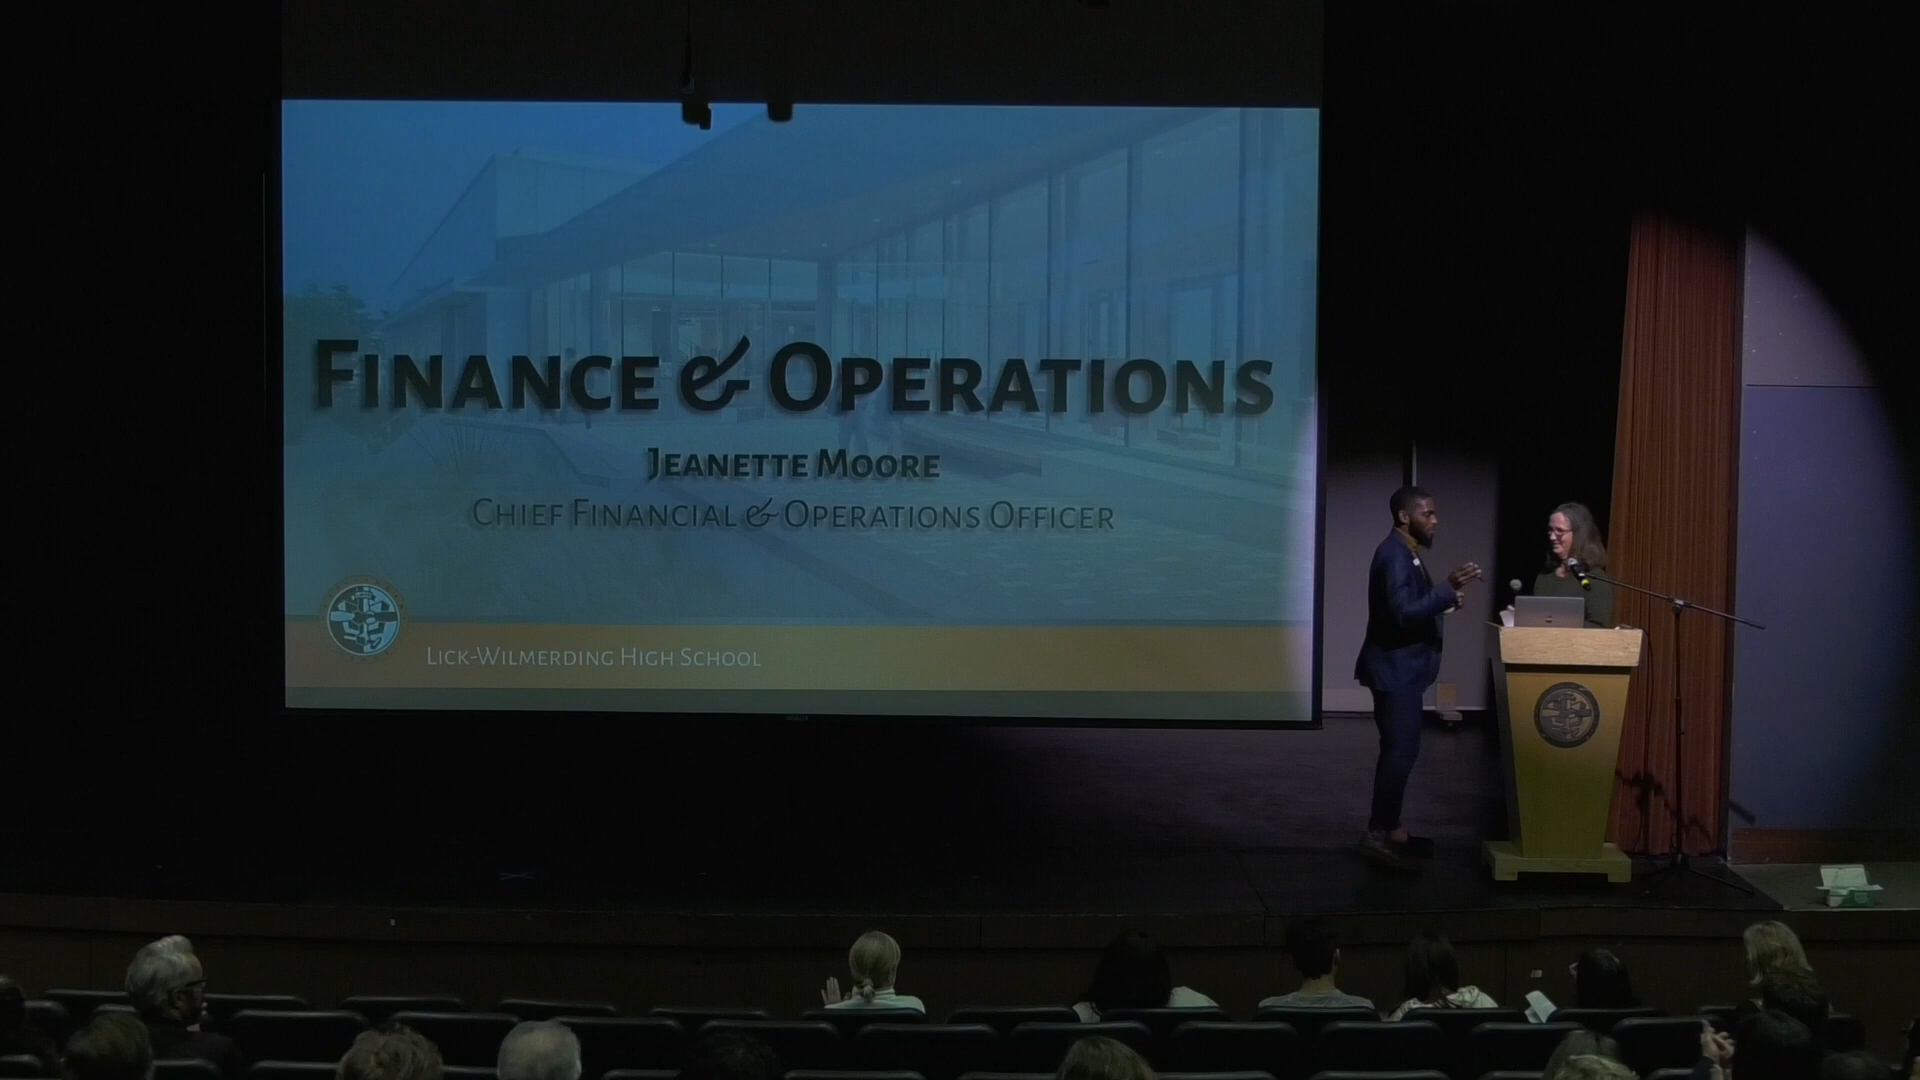 Finance & Operations
Jeanette Moore
Chief Financial & Operations Officer
Lick-Wilmerding High School